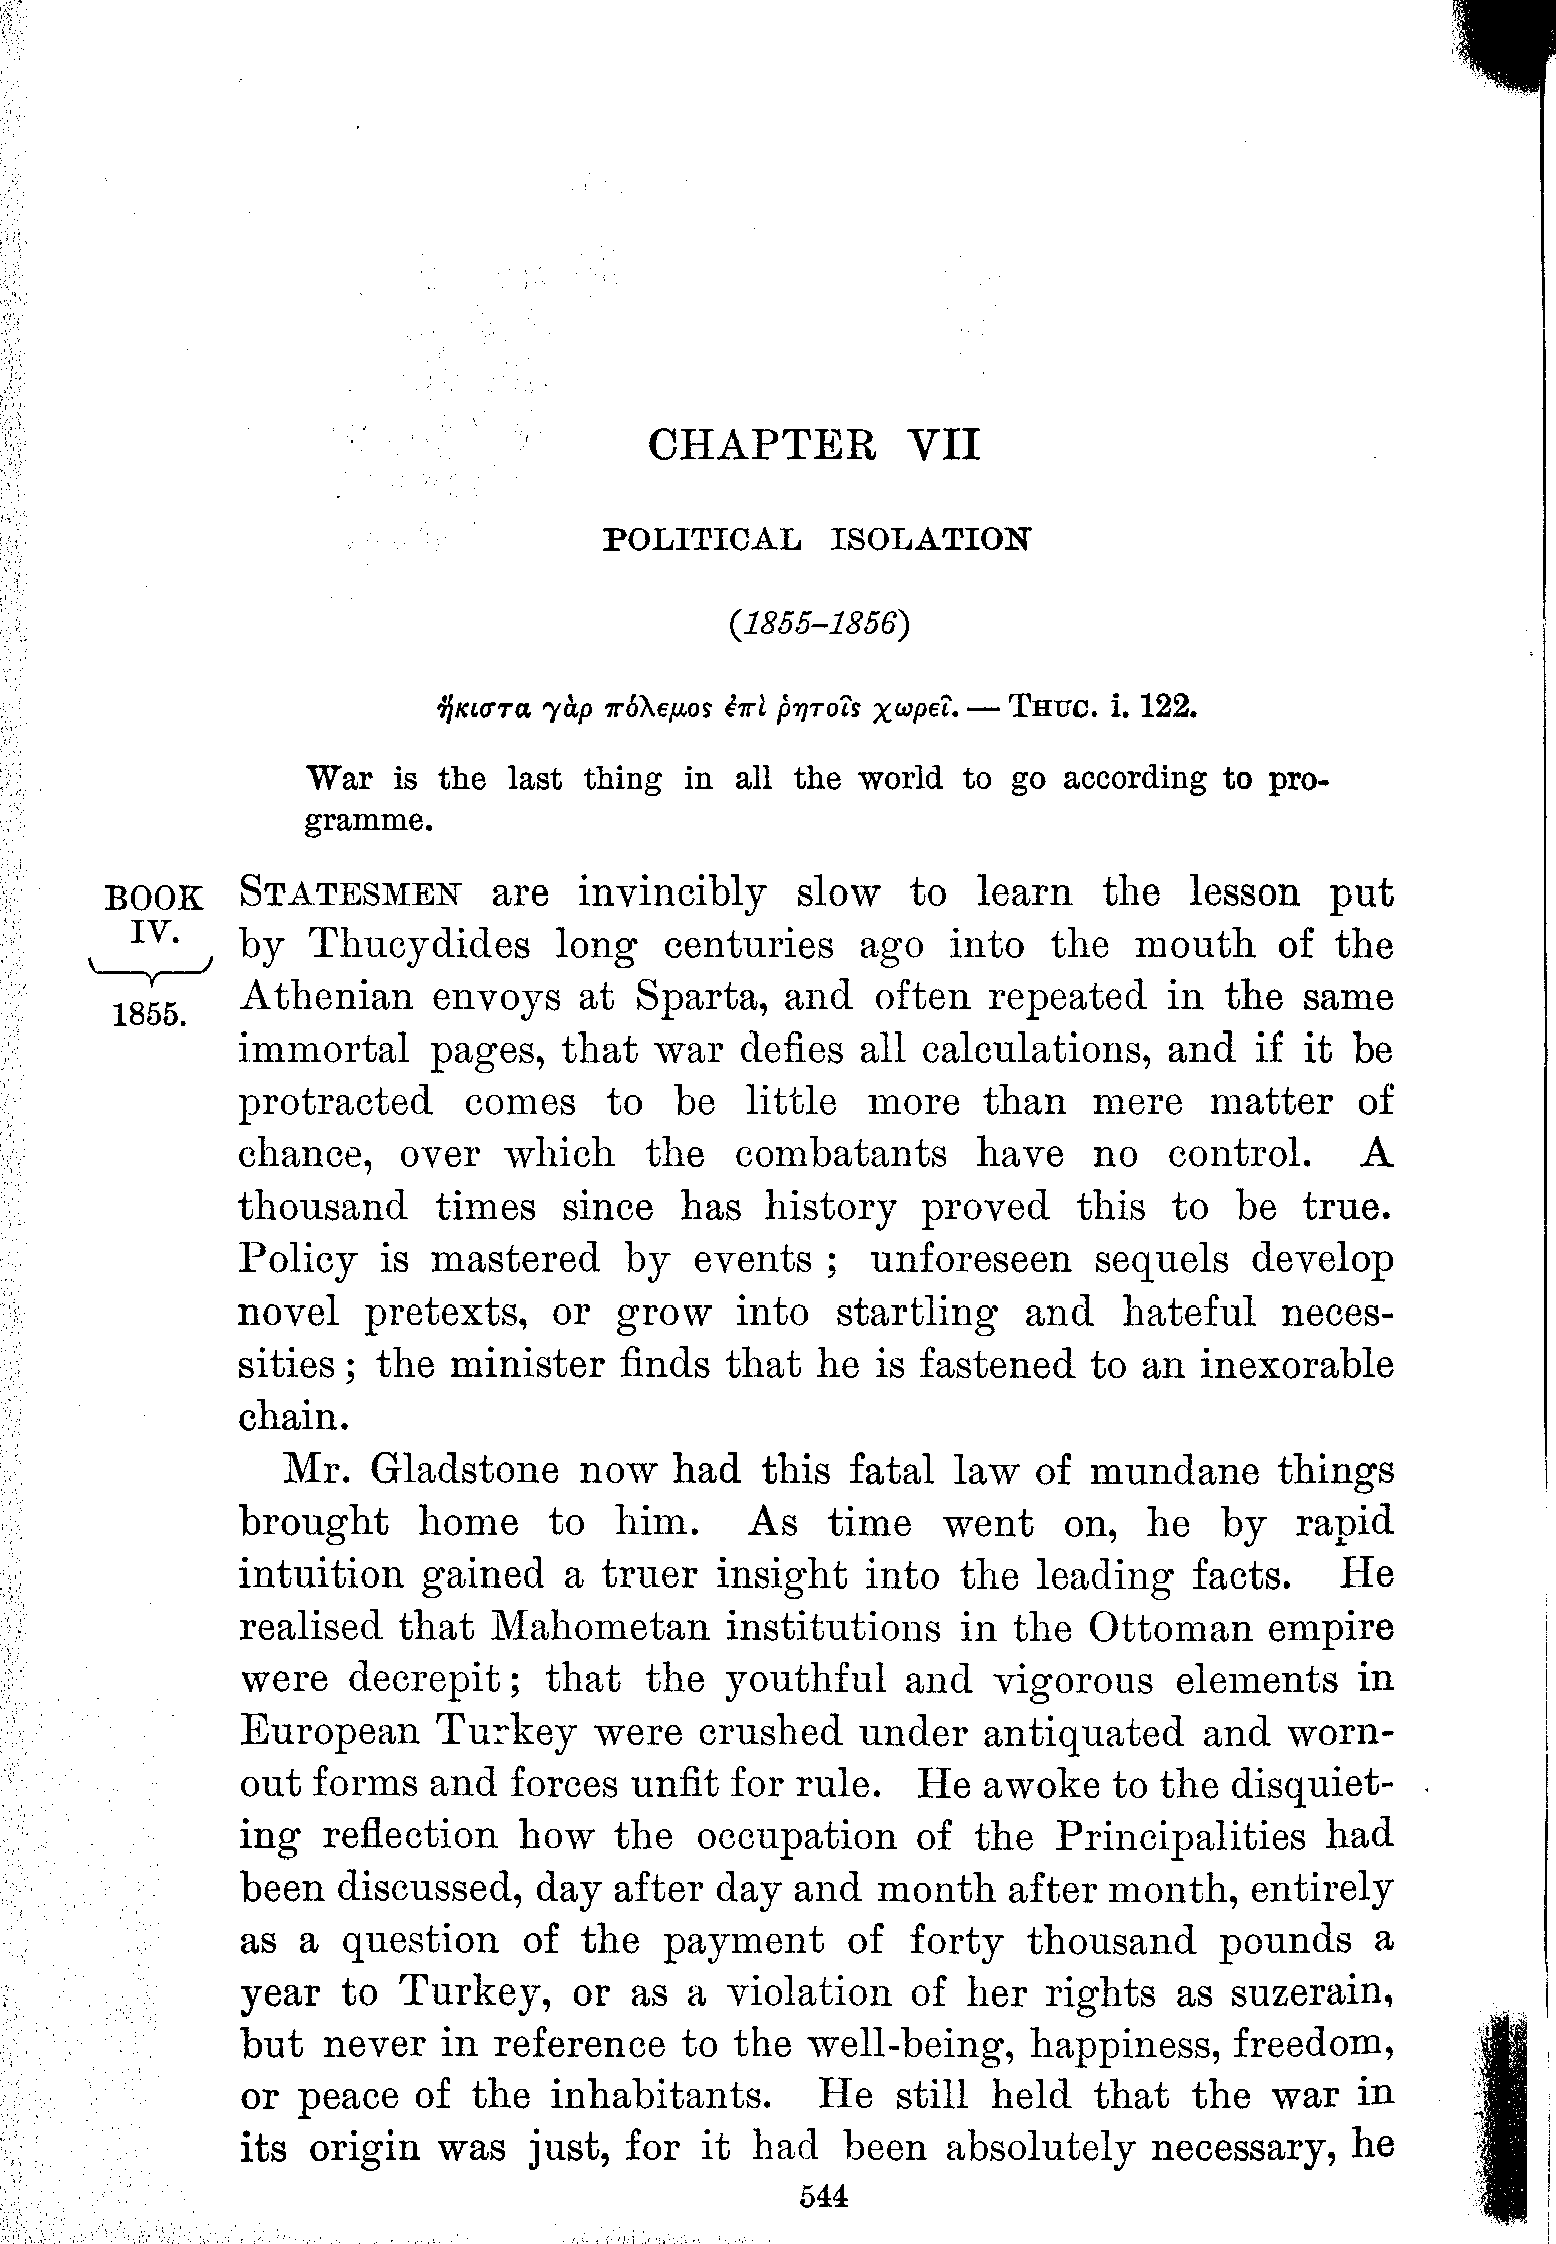 CHAPTER VII
POLITICAL ISOLATION
(1855–1856)
ἥκιστα γὰρ πόλεμος ἐπὶ ῥητοῖς χωρεῖ. — THUC. i. 122.
War is the last thing in all the world to go according to pro-
gramme.
BOOK
IV.
1855.
STATESMEN are invincibly slow to learn the lesson put
by Thucydides long centuries ago into the mouth of the
Athenian envoys at Sparta, and often repeated in the same
immortal pages, that war defies all calculations, and if it be
protracted comes to be little more than mere matter of
chance, over which the combatants have no control. A
thousand times since has history proved this to be true.
Policy is mastered by events ; unforeseen sequels develop
novel pretexts, or grow into startling and hateful neces-
sities ; the minister finds that he is fastened to an inexorable
chain.
Mr. Gladstone now had this fatal law of mundane things
brought home to him. As time went on, he by rapid
intuition gained a truer insight into the leading facts. He
realised that Mahometan institutions in the Ottoman empire
were decrepit ; that the youthful and vigorous elements in
European Turkey were crushed under antiquated and worn-
out forms and forces unfit for rule. He awoke to the disquiet-
ing reflection how the occupation of the Principalities had
been discussed, day after day and month after month, entirely
as a question of the payment of forty thousand pounds a
year to Turkey, or as a violation of her rights as suzerain,
but never in reference to the well-being, happiness, freedom,
or peace of the inhabitants. He still held that the war in
its origin was just, for it had been absolutely necessary, he
544